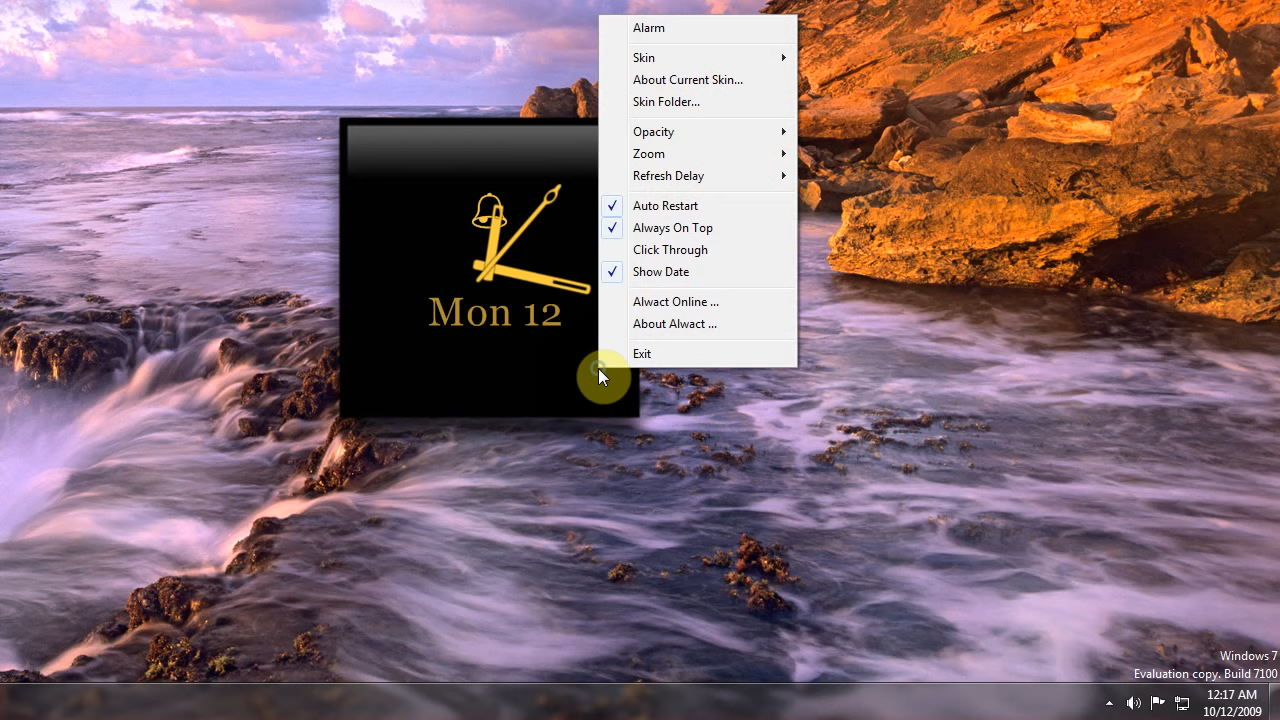 Alarm
Skin
About Current Skin...
Skin Folder...
Opacity
Zoom
Refresh Delay
Auto Restart
Always On Top
Click Through
Show Date
Alwact Online ...
About Alwact ...
Exit
Mon 12
Windows 7
Evaluation copy. Build 7100
12:17 AM
10/12/2009